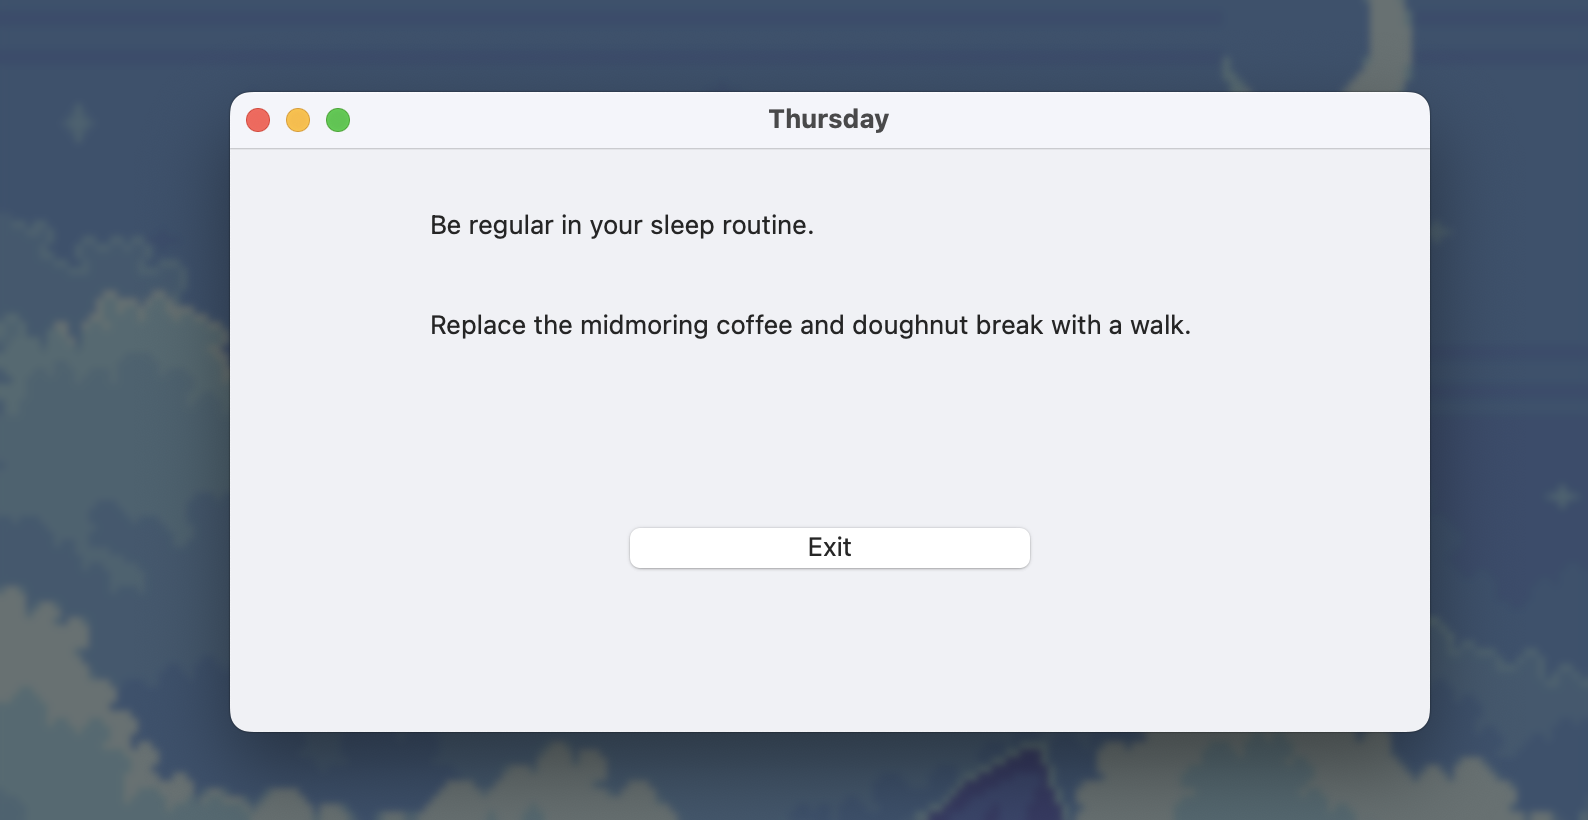 Thursday
Be regular in your sleep routine.
Replace the midmoring coffee and doughnut break with a walk.
Exit